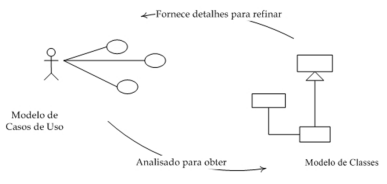 Fornece detalhes para refinar
Modelo de
Casos de Uso
Analisado para obter
Modelo de Classes